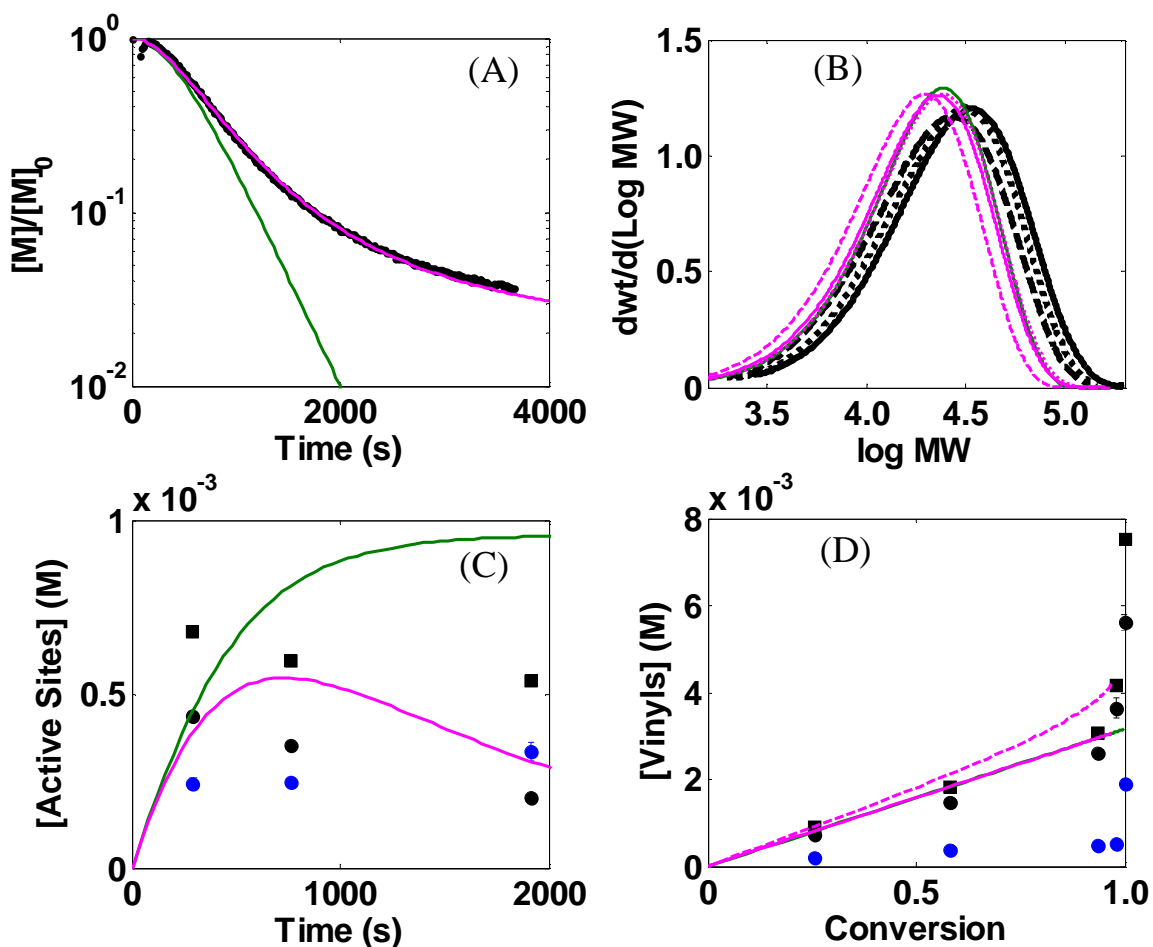 (A)
10⁰
10⁻¹
10⁻²
[M]/[M]₀
0 2000 4000
Time (s)
(B)
1.5
1.0
0.5
0
dwt/d(Log MW)
3.5 4.0 4.5 5.0
log MW
x 10⁻³
(C)
1
0.5
0
[Active Sites] (M)
0 1000 2000
Time (s)
x 10⁻³
(D)
8
6
4
2
0
[Vinyls] (M)
0 0.5 1.0
Conversion